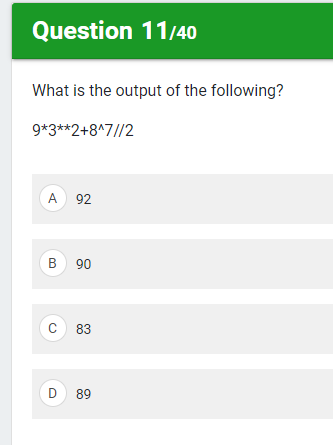 Question 11/40
What is the output of the following?
9*3**2+8^7//2
A 92
B 90
C 83
D 89